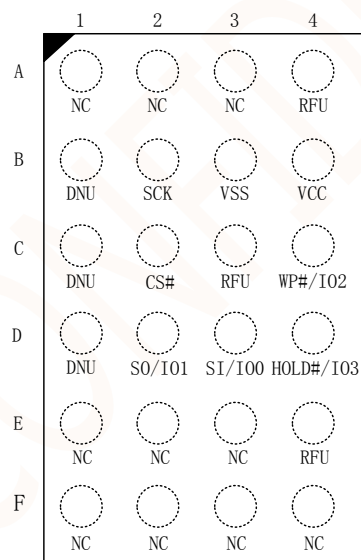 1 2 3 4
A
NC NC NC RFU
B
DNU SCK VSS VCC
C
DNU CS# RFU WP#/IO2
D
DNU SO/IO1 SI/IO0 HOLD#/IO3
E
NC NC NC RFU
F
NC NC NC NC